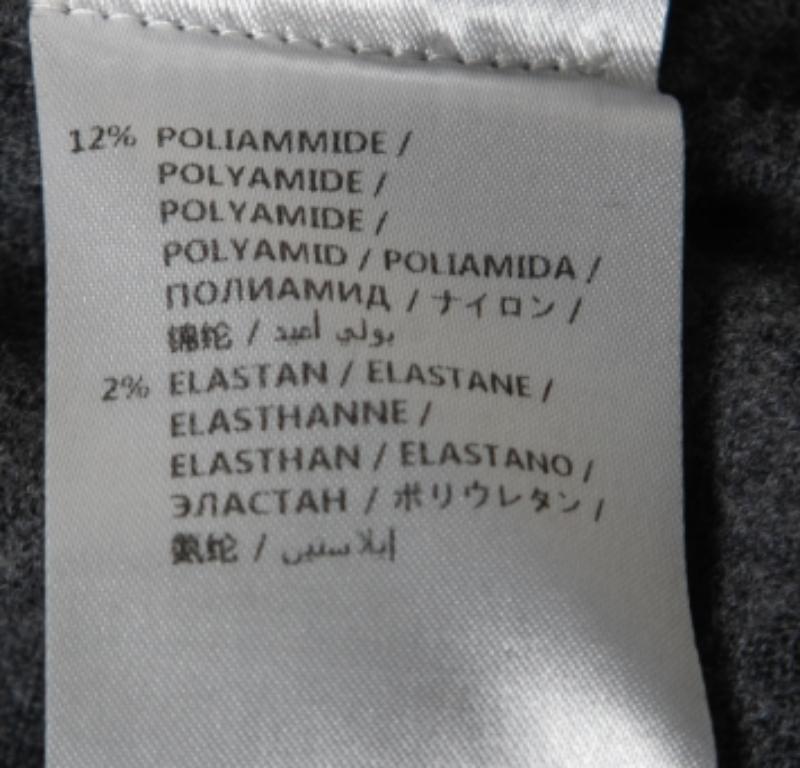 12% POLIAMMIDE /
POLYAMIDE /
POLYAMIDE /
POLYAMID / POLIAMIDA /
ПОЛИАМИД / ナイロン /
锦纶 / بولي أميد
2% ELASTAN / ELASTANE /
ELASTHANNE /
ELASTHAN / ELASTANO /
ЭЛАСТАН / ポリウレタン /
氨纶 / إيلاستين